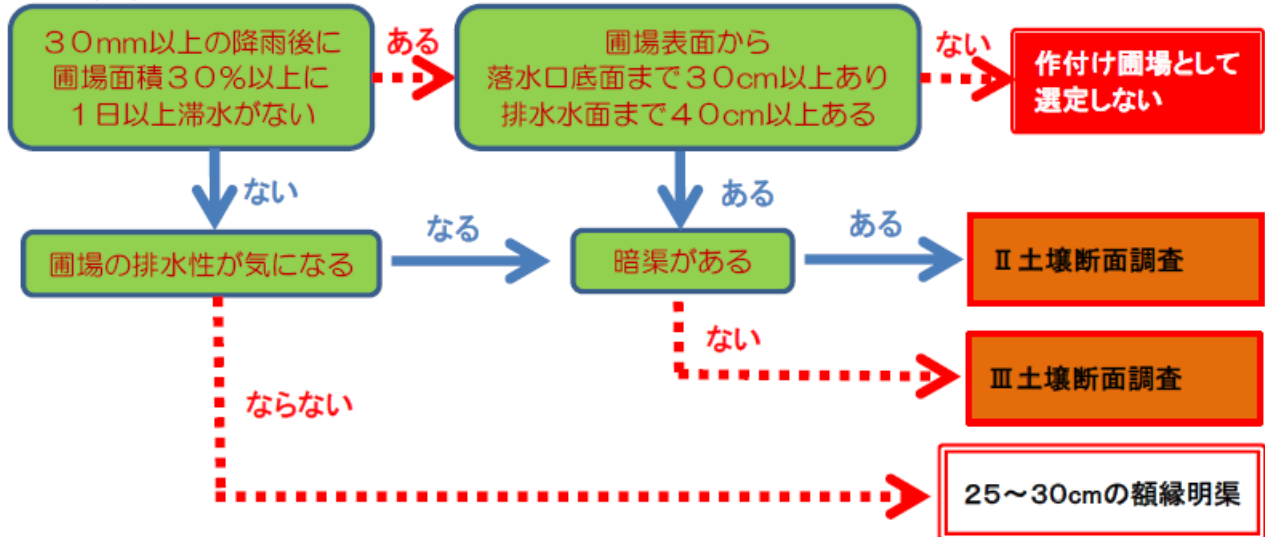 30mm以上の降雨後に
圃場面積30%以上に
1日以上滞水がない
ある
圃場表面から
落水口底面まで30cm以上あり
排水水面まで40cm以上ある
ない
作付け圃場として
選定しない
ない
ある
圃場の排水性が気になる
なる
暗渠がある
ある
Ⅱ土壌断面調査
ない
Ⅲ土壌断面調査
ならない
25~30cmの額縁明渠